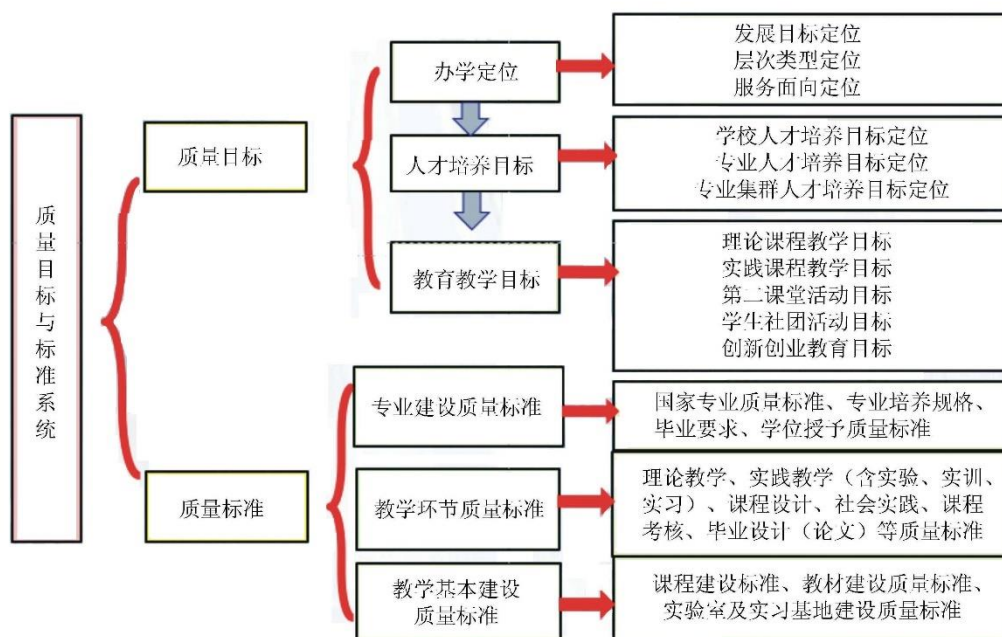 质量目标与标准系统
质量目标
办学定位
发展目标定位
层次类型定位
服务面向定位
人才培养目标
学校人才培养目标定位
专业人才培养目标定位
专业集群人才培养目标定位
教育教学目标
理论课程教学目标
实践课程教学目标
第二课堂活动目标
学生社团活动目标
创新创业教育目标
质量标准
专业建设质量标准
国家专业质量标准、专业培养规格、
毕业要求、学位授予质量标准
教学环节质量标准
理论教学、实践教学（含实验、实训、
实习）、课程设计、社会实践、课程
考核、毕业设计（论文）等质量标准
教学基本建设
质量标准
课程建设标准、教材建设质量标准、
实验室及实习基地建设质量标准